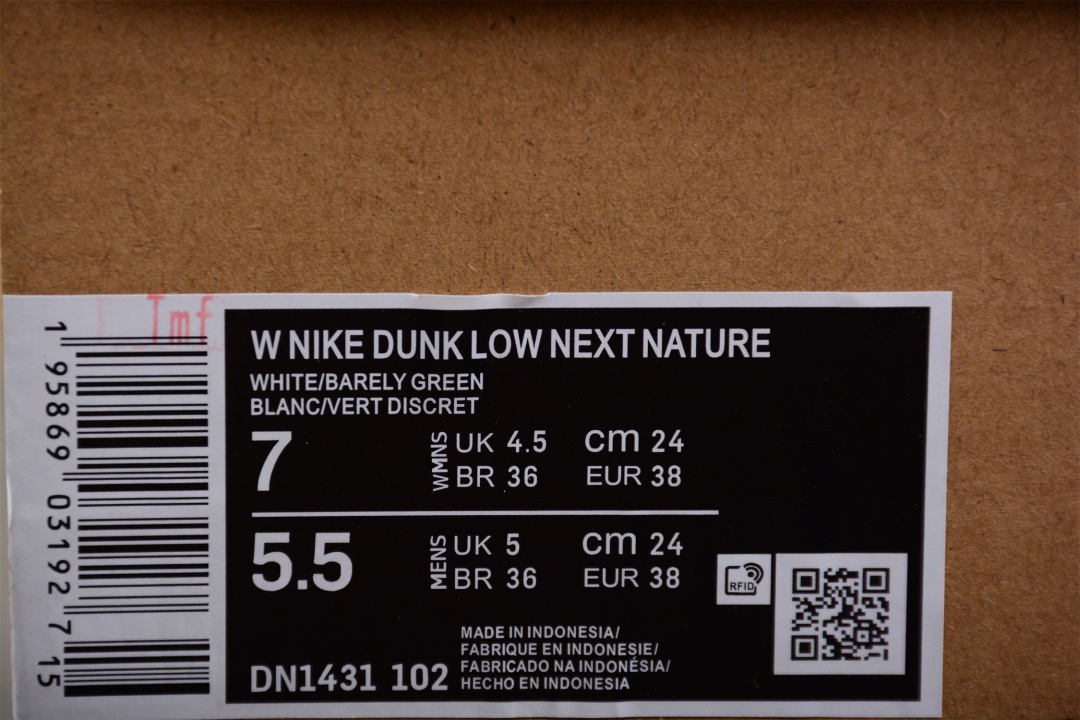 Tmf
1 95869 03192 7 15
W NIKE DUNK LOW NEXT NATURE
WHITE/BARELY GREEN
BLANC/VERT DISCRET
7 WMNS UK 4.5 cm 24
BR 36 EUR 38
5.5 MENS UK 5 cm 24
BR 36 EUR 38
RFID
MADE IN INDONESIA/
FABRIQUE EN INDONESIE/
FABRICADO NA INDONÉSIA/
HECHO EN INDONESIA
DN1431 102